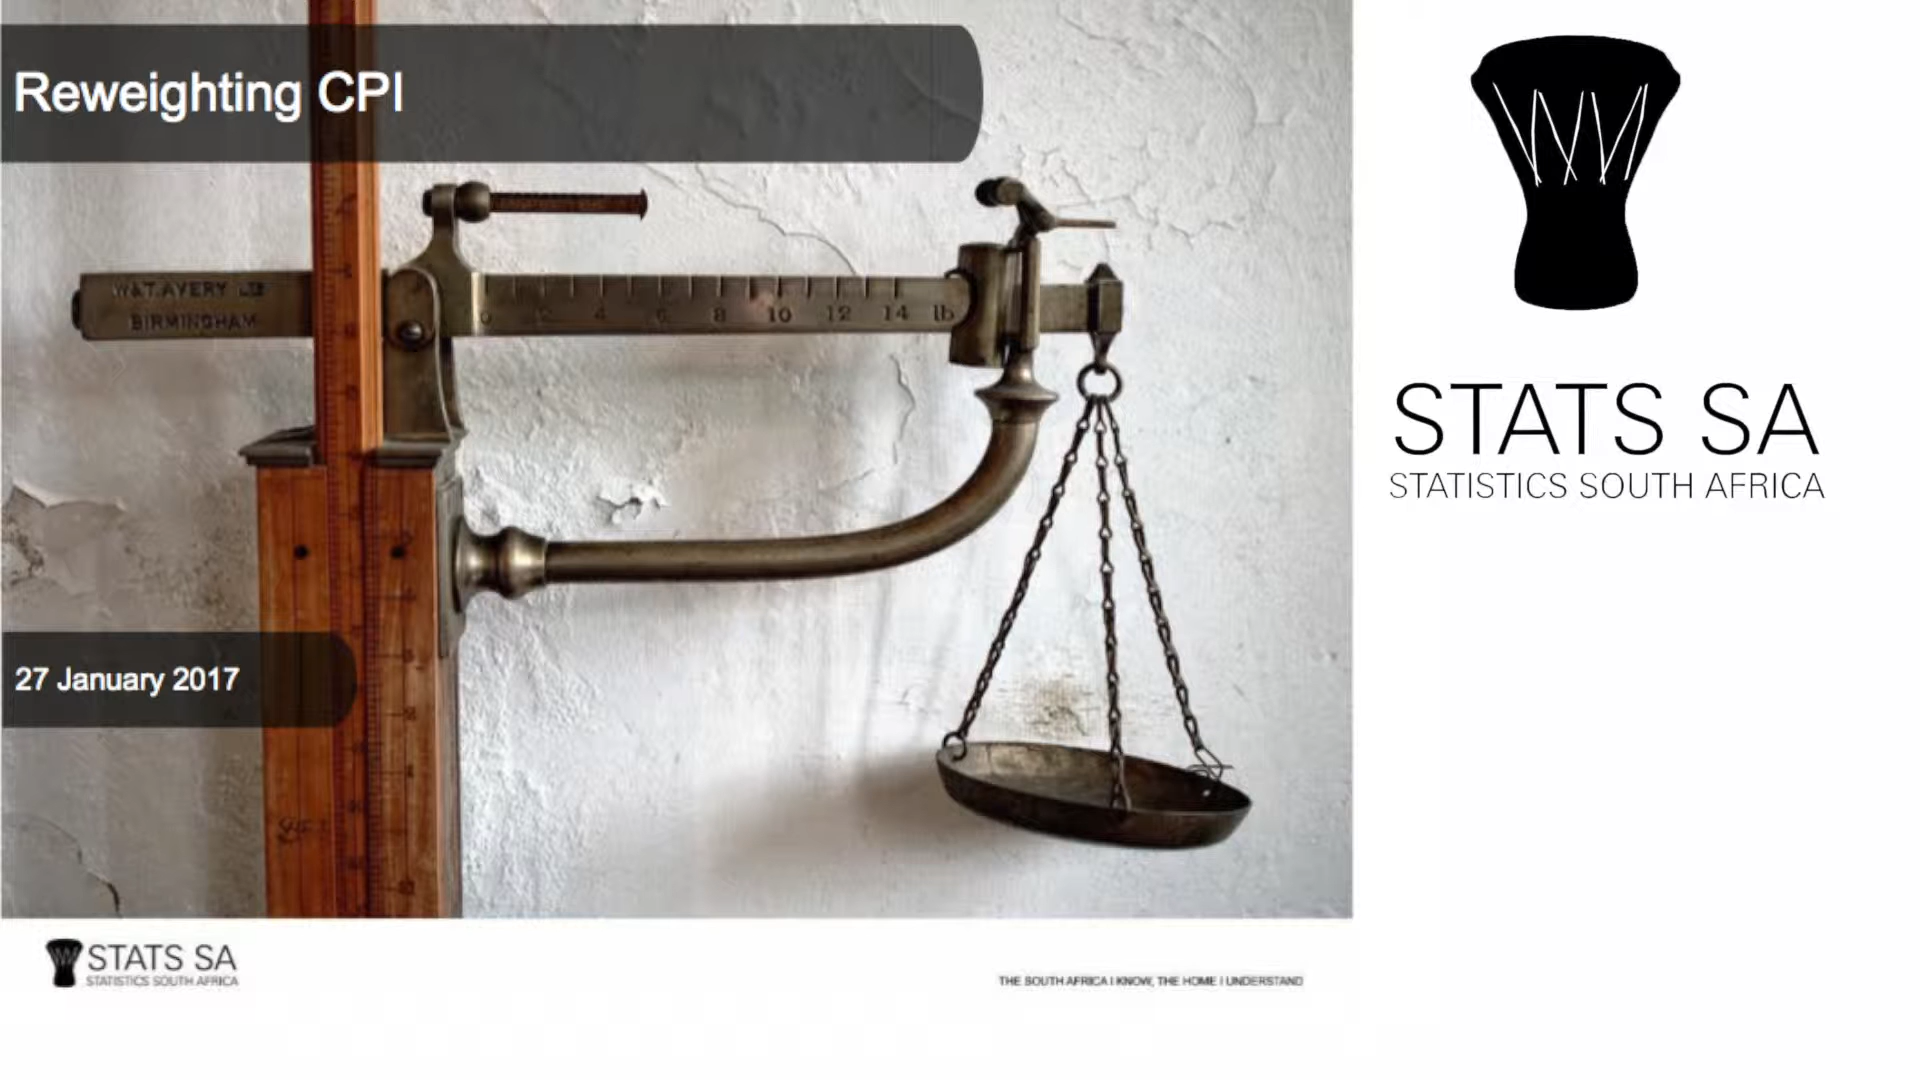 Reweighting CPI
W&T.AVERY LTD
BIRMINGHAM
0 2 4 6 8 10 12 14 lb
27 January 2017
STATS SA
STATISTICS SOUTH AFRICA
THE SOUTH AFRICA I KNOW, THE HOME I UNDERSTAND
STATS SA
STATISTICS SOUTH AFRICA